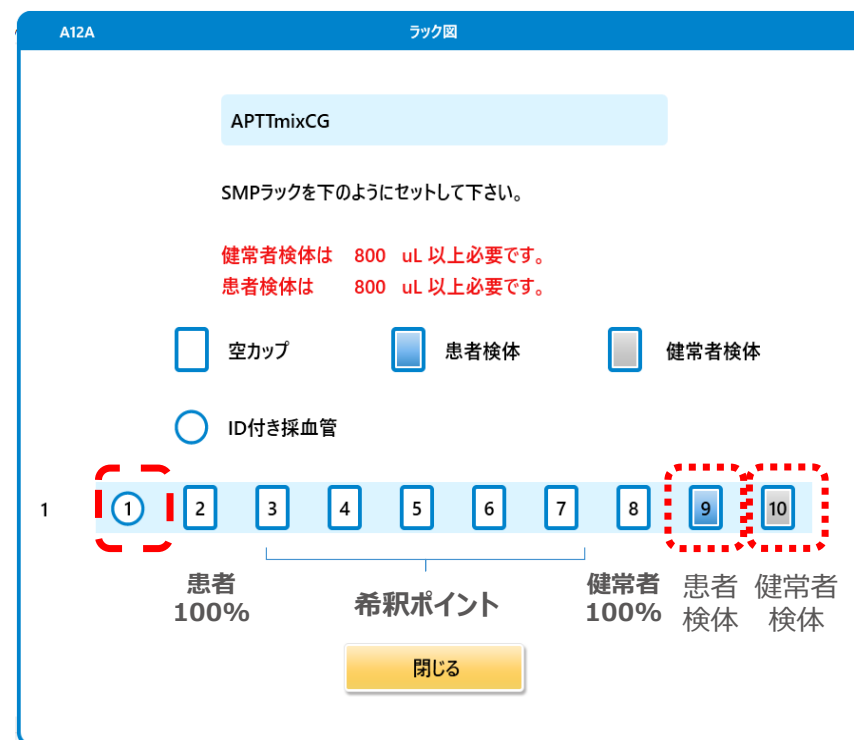 A12A ラック図
APTTmixCG
SMPラックを下のようにセットして下さい。
健常者検体は 800 uL 以上必要です。
患者検体は 800 uL 以上必要です。
空カップ 患者検体 健常者検体
ID付き採血管
1 1 2 3 4 5 6 7 8 9 10
患者 健常者 患者 健常者
100% 希釈ポイント 100% 検体 検体
閉じる